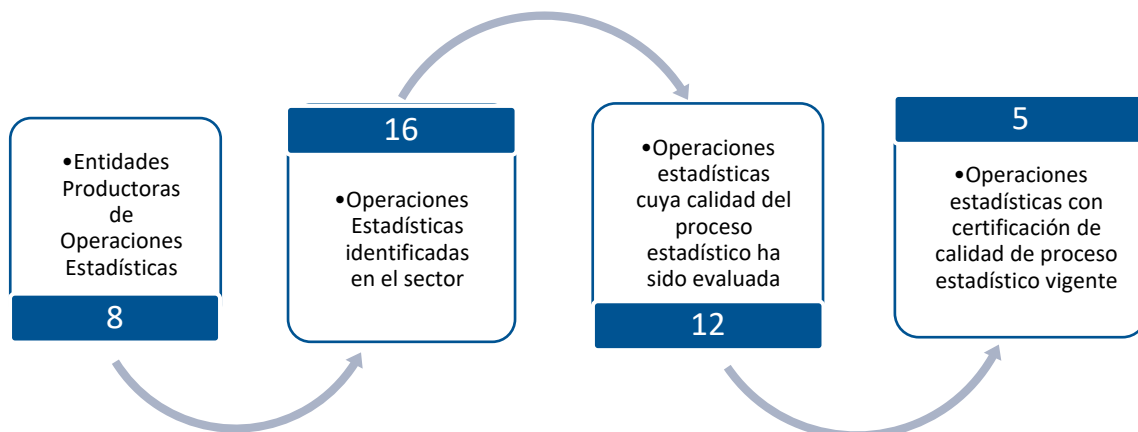 •Entidades
Productoras
de
Operaciones
Estadísticas
8
16
•Operaciones
Estadísticas
identificadas
en el sector
•Operaciones
estadísticas
cuya calidad del
proceso
estadístico ha
sido evaluada
12
5
•Operaciones
estadísticas con
certificación de
calidad de proceso
estadístico vigente